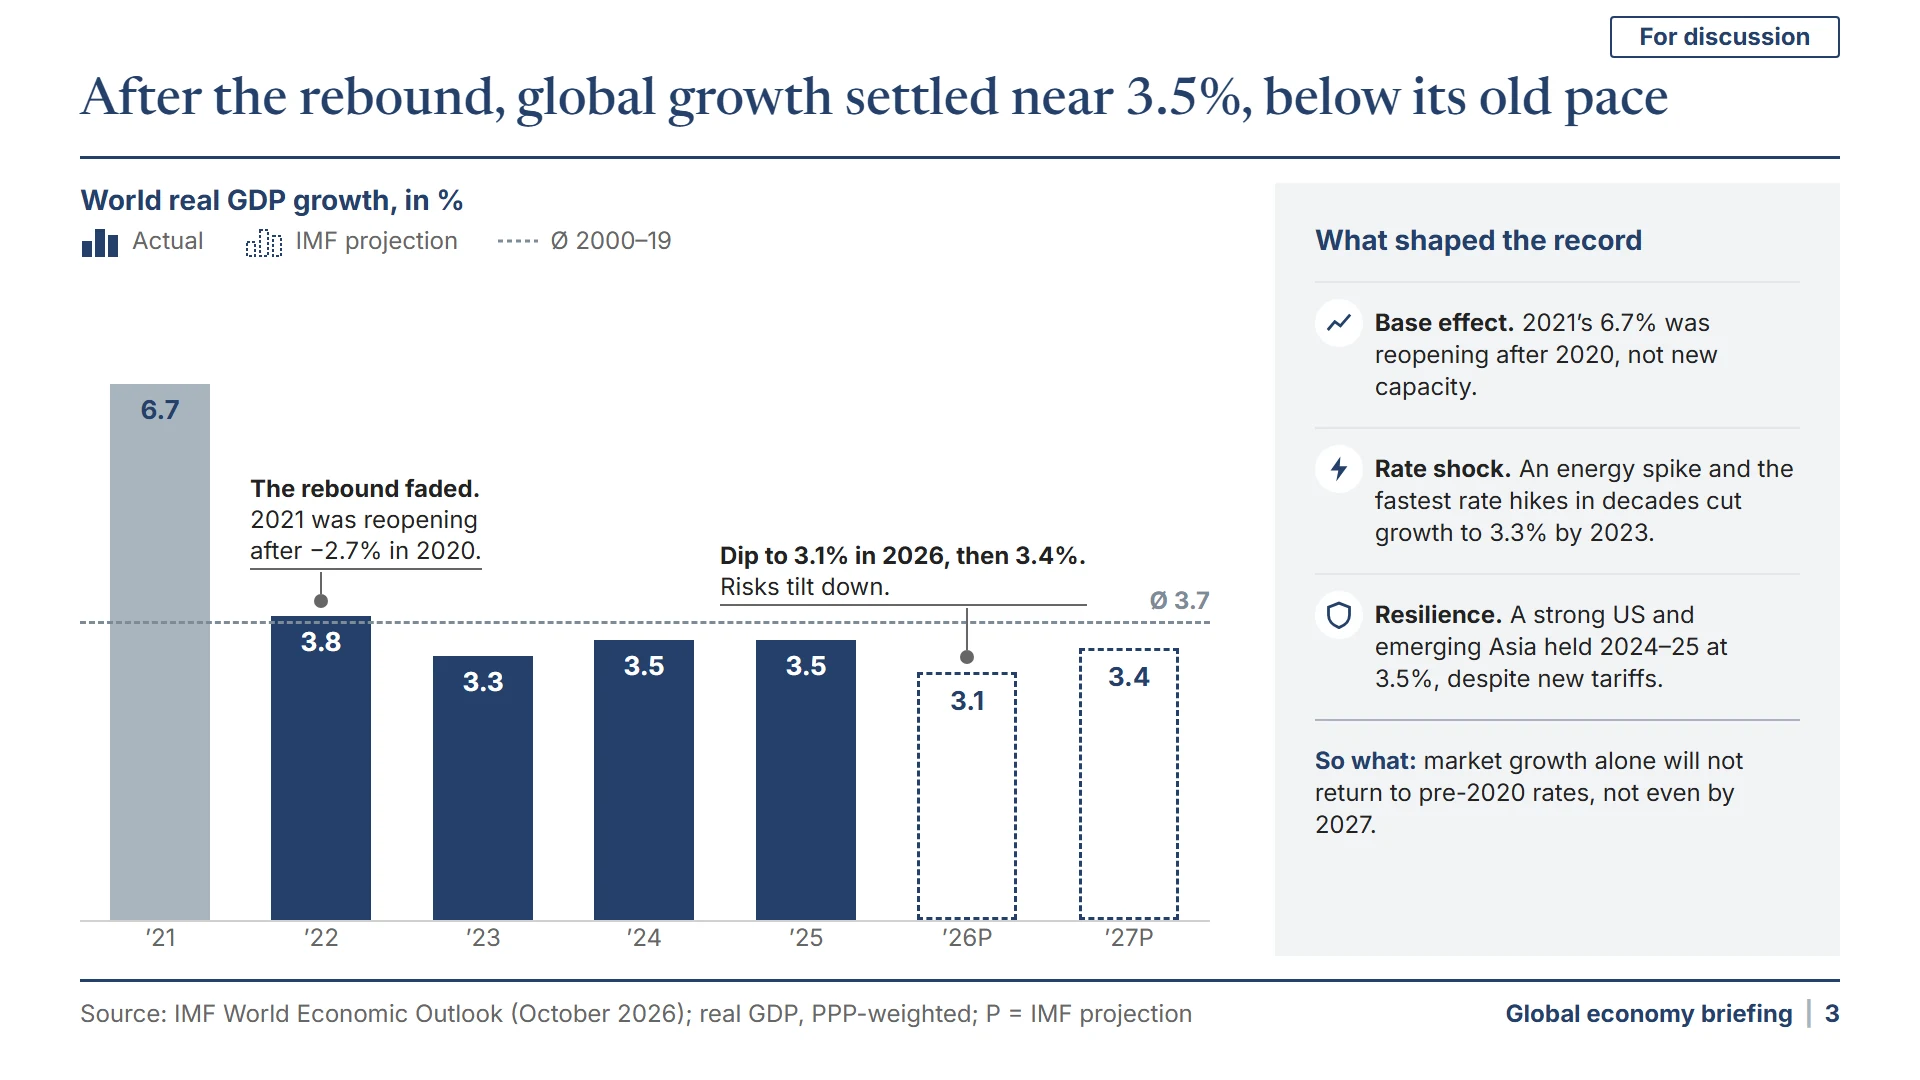 For discussion
After the rebound, global growth settled near 3.5%, below its old pace
World real GDP growth, in %
Actual
IMF projection
Ø 2000–19
6.7
The rebound faded.
2021 was reopening
after −2.7% in 2020.
Dip to 3.1% in 2026, then 3.4%.
Risks tilt down.
Ø 3.7
3.8
3.3
3.5
3.5
3.1
3.4
’21
’22
’23
’24
’25
’26P
’27P
What shaped the record
Base effect. 2021’s 6.7% was
reopening after 2020, not new
capacity.
Rate shock. An energy spike and the
fastest rate hikes in decades cut
growth to 3.3% by 2023.
Resilience. A strong US and
emerging Asia held 2024–25 at
3.5%, despite new tariffs.
So what: market growth alone will not
return to pre-2020 rates, not even by
2027.
Source: IMF World Economic Outlook (October 2026); real GDP, PPP-weighted; P = IMF projection
Global economy briefing | 3